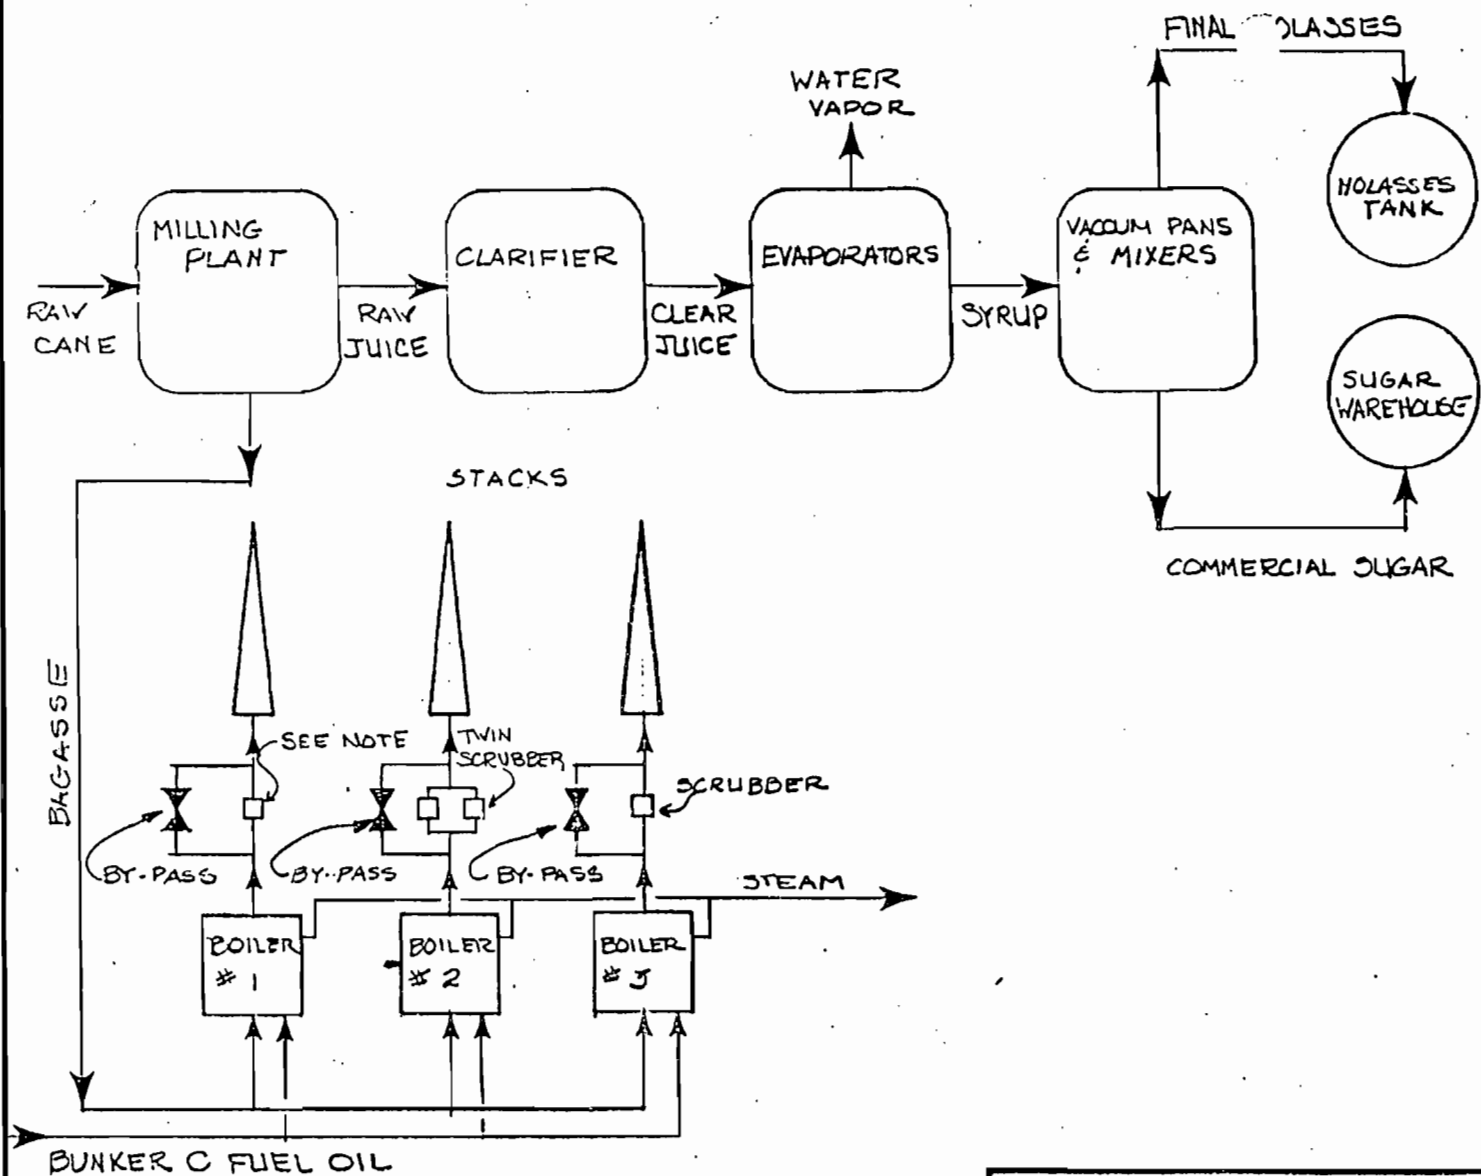 FINAL
WATER
VAPOR
MOLASSES
TANK
MILLING
PLANT
CLARIFIER
EVAPORATORS
VACUUM PANS
& MIXERS
RAW
CANE
RAW
JUICE
CLEAR
JUICE
SYRUP
SUGAR
WAREHOUSE
STACKS
COMMERCIAL SUGAR
BAGASSE
SEE NOTE
TWIN
SCRUBBER
SCRUBBER
BY-PASS
BY-PASS
BY-PASS
STEAM
BOILER
# 1
BOILER
# 2
BOILER
# 3
BUNKER C FUEL OIL